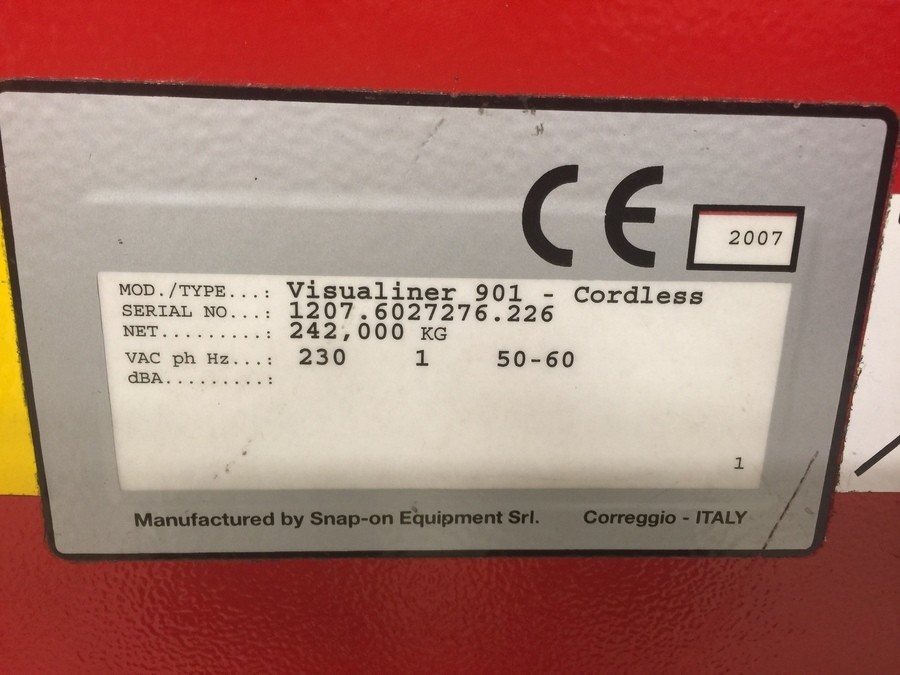 CE 2007
MOD./TYPE...: Visualiner 901 - Cordless
SERIAL NO...: 1207.6027276.226
NET.........: 242,000 KG
VAC ph Hz...: 230 1 50-60
dBA.........:
1
Manufactured by Snap-on Equipment Srl. Correggio - ITALY